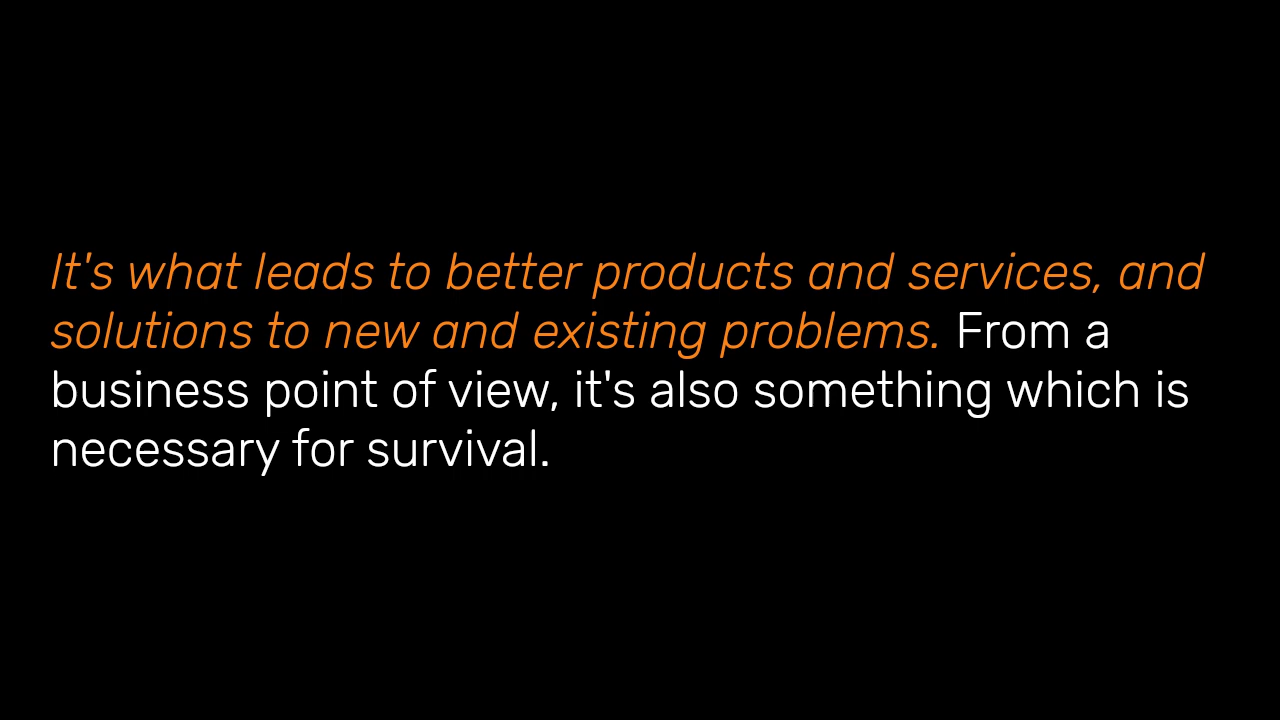 It's what leads to better products and services, and
solutions to new and existing problems. From a
business point of view, it's also something which is
necessary for survival.